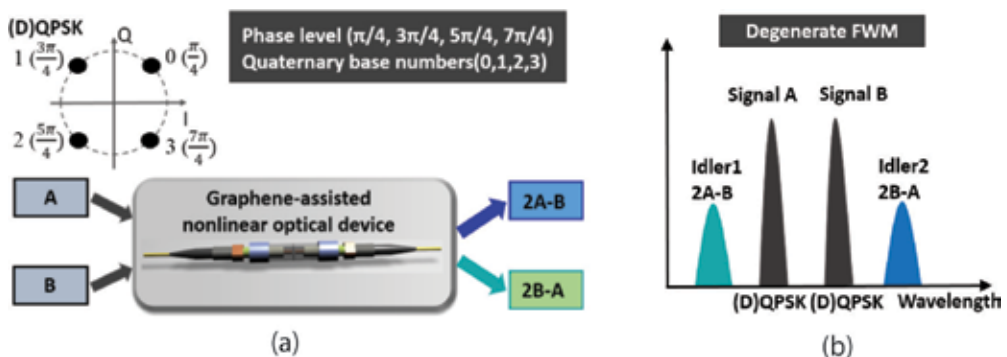 (D)QPSK
Q
1 (3π/4)
0 (π/4)
I
2 (5π/4)
3 (7π/4)
Phase level (π/4, 3π/4, 5π/4, 7π/4)
Quaternary base numbers(0,1,2,3)
A
B
Graphene-assisted
nonlinear optical device
2A-B
2B-A
(a)
Degenerate FWM
Signal A
Signal B
Idler1
2A-B
Idler2
2B-A
(D)QPSK (D)QPSK Wavelength
(b)